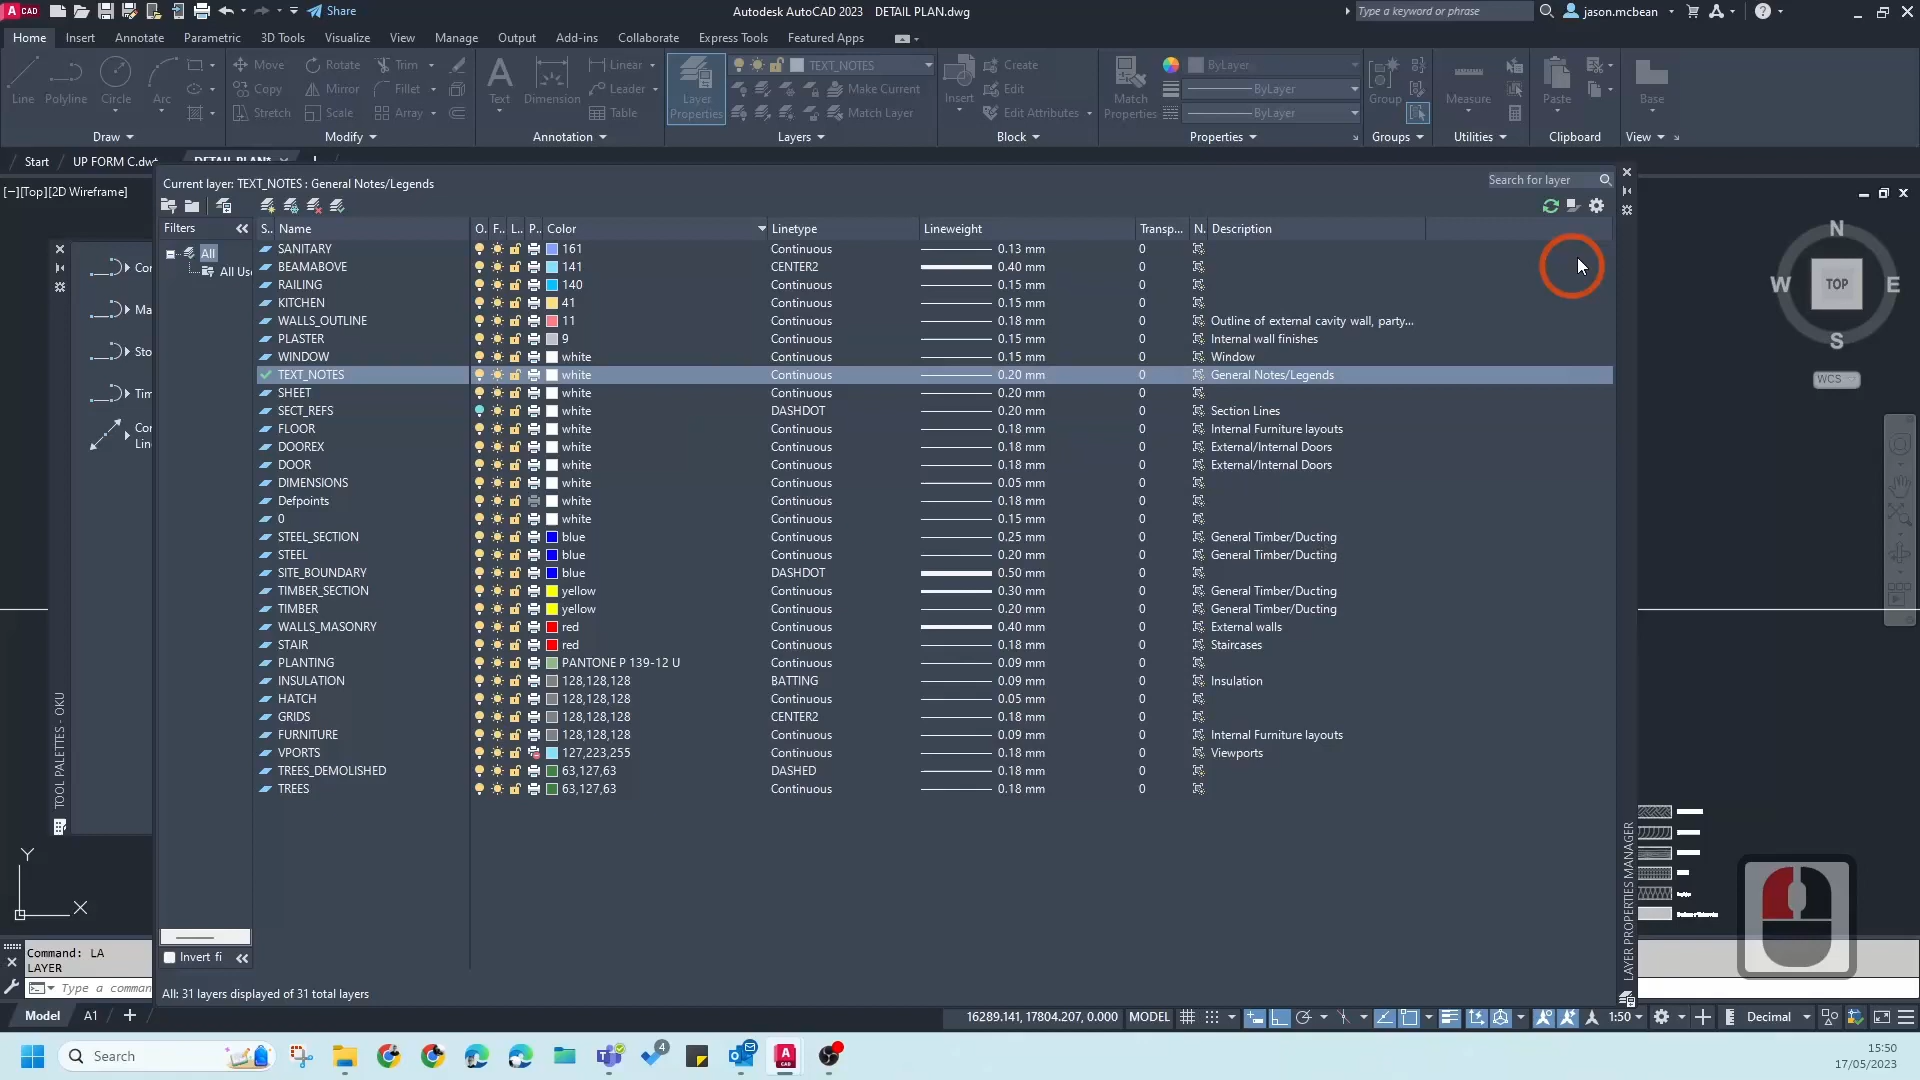 CAD Share Autodesk AutoCAD 2023 DETAIL PLAN.dwg Type a keyword or phrase jason.mcbean
Home Insert Annotate Parametric 3D Tools Visualize View Manage Output Add-ins Collaborate Express Tools Featured Apps
Line Polyline Circle Arc
Move Rotate Trim
Copy Mirror Fillet
Stretch Scale Array
Text Dimension Linear
Leader
Table
Layer Properties TEXT_NOTES
Make Current
Match Layer
Insert Create
Edit
Edit Attributes
Match Properties ByLayer
ByLayer
ByLayer
Group Measure Paste Base
Draw Modify Annotation Layers Block Properties Groups Utilities Clipboard View
Start UP FORM C.dwt DETAIL PLAN*
[−][Top][2D Wireframe]
Current layer: TEXT_NOTES : General Notes/Legends
Search for layer
Filters
All
All Use
S.. Name O. F.. L.. P.. Color Linetype Lineweight Transp... N. Description
SANITARY 161 Continuous 0.13 mm 0
BEAMABOVE 141 CENTER2 0.40 mm 0
RAILING 140 Continuous 0.15 mm 0
KITCHEN 41 Continuous 0.15 mm 0
WALLS_OUTLINE 11 Continuous 0.18 mm 0 Outline of external cavity wall, party...
PLASTER 9 Continuous 0.15 mm 0 Internal wall finishes
WINDOW white Continuous 0.15 mm 0 Window
TEXT_NOTES white Continuous 0.20 mm 0 General Notes/Legends
SHEET white Continuous 0.20 mm 0
SECT_REFS white DASHDOT 0.20 mm 0 Section Lines
FLOOR white Continuous 0.18 mm 0 Internal Furniture layouts
DOOREX white Continuous 0.18 mm 0 External/Internal Doors
DOOR white Continuous 0.18 mm 0 External/Internal Doors
DIMENSIONS white Continuous 0.05 mm 0
Defpoints white Continuous 0.18 mm 0
0 white Continuous 0.15 mm 0
STEEL_SECTION blue Continuous 0.25 mm 0 General Timber/Ducting
STEEL blue Continuous 0.20 mm 0 General Timber/Ducting
SITE_BOUNDARY blue DASHDOT 0.50 mm 0
TIMBER_SECTION yellow Continuous 0.30 mm 0 General Timber/Ducting
TIMBER yellow Continuous 0.20 mm 0 General Timber/Ducting
WALLS_MASONRY red Continuous 0.40 mm 0 External walls
STAIR red Continuous 0.18 mm 0 Staircases
PLANTING PANTONE P 139-12 U Continuous 0.09 mm 0
INSULATION 128,128,128 BATTING 0.09 mm 0 Insulation
HATCH 128,128,128 Continuous 0.05 mm 0
GRIDS 128,128,128 CENTER2 0.18 mm 0
FURNITURE 128,128,128 Continuous 0.09 mm 0 Internal Furniture layouts
VPORTS 127,223,255 Continuous 0.18 mm 0 Viewports
TREES_DEMOLISHED 63,127,63 DASHED 0.18 mm 0
TREES 63,127,63 Continuous 0.18 mm 0
Invert fi
All: 31 layers displayed of 31 total layers
LAYER PROPERTIES MANAGER
Cor
Ma
Sto
Tim
Cor
Lin
TOOL PALETTES - OKU
N
W TOP E
S
WCS
Y
X
Command: LA
LAYER
Type a comman
Model A1 +
16289.141, 17804.207, 0.000 MODEL 1:50 Decimal
Search
4
15:50
17/05/2023